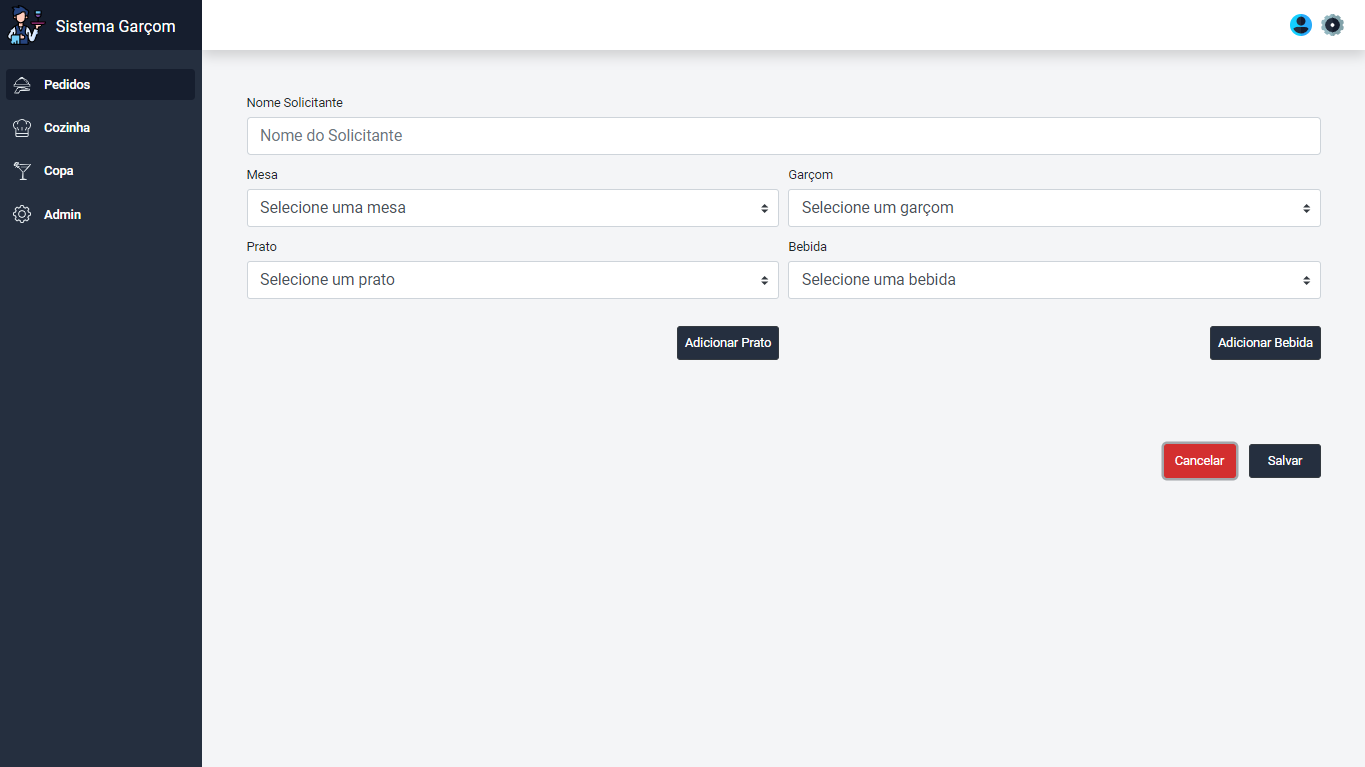 Sistema Garçom
Pedidos
Cozinha
Copa
Admin
Nome Solicitante
Nome do Solicitante
Mesa
Garçom
Selecione uma mesa
Selecione um garçom
Prato
Bebida
Selecione um prato
Selecione uma bebida
Adicionar Prato
Adicionar Bebida
Cancelar
Salvar